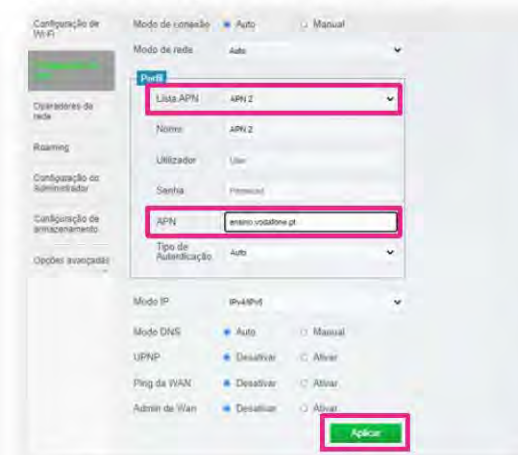 Configuração de
Wi-Fi
Operadores de
rede
Roaming
Configuração do
Administrador
Configuração de
armazenamento
Opções avançadas
Modo de conexão Auto Manual
Modo de rede Auto
Perfil
Lista APN APN 2
Nome APN 2
Utilizador User
Senha Password
APN ensino.vodafone.pt
Tipo de
Autenticação Auto
Modo IP IPv4/IPv6
Modo DNS Auto Manual
UPNP Desativar Ativar
Ping da WAN Desativar Ativar
Admin da Wan Desativar Ativar
Aplicar